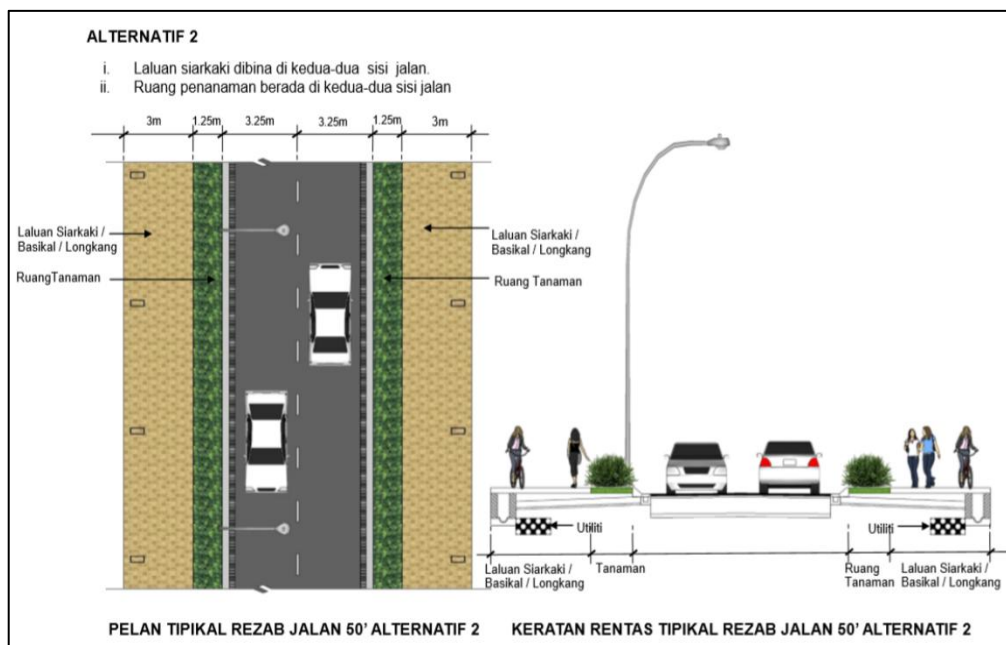 ALTERNATIF 2
i. Laluan siarkaki dibina di kedua-dua sisi jalan.
ii. Ruang penanaman berada di kedua-dua sisi jalan
3m 1.25m 3.25m 3.25m 1.25m 3m
Laluan Siarkaki /
Basikal / Longkang
RuangTanaman
Laluan Siarkaki /
Basikal / Longkang
Ruang Tanaman
Utiliti
Utiliti
Laluan Siarkaki /
Basikal / Longkang
Tanaman
Ruang
Tanaman
Laluan Siarkaki /
Basikal / Longkang
PELAN TIPIKAL REZAB JALAN 50' ALTERNATIF 2
KERATAN RENTAS TIPIKAL REZAB JALAN 50' ALTERNATIF 2